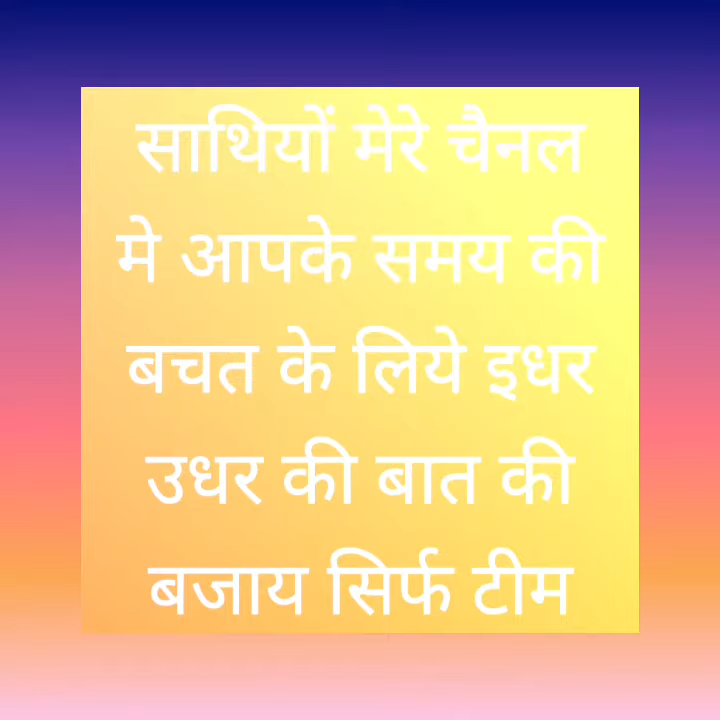 साथियों मेरे चैनल
मे आपके समय की
बचत के लिये इधर
उधर की बात की
बजाय सिर्फ टीम